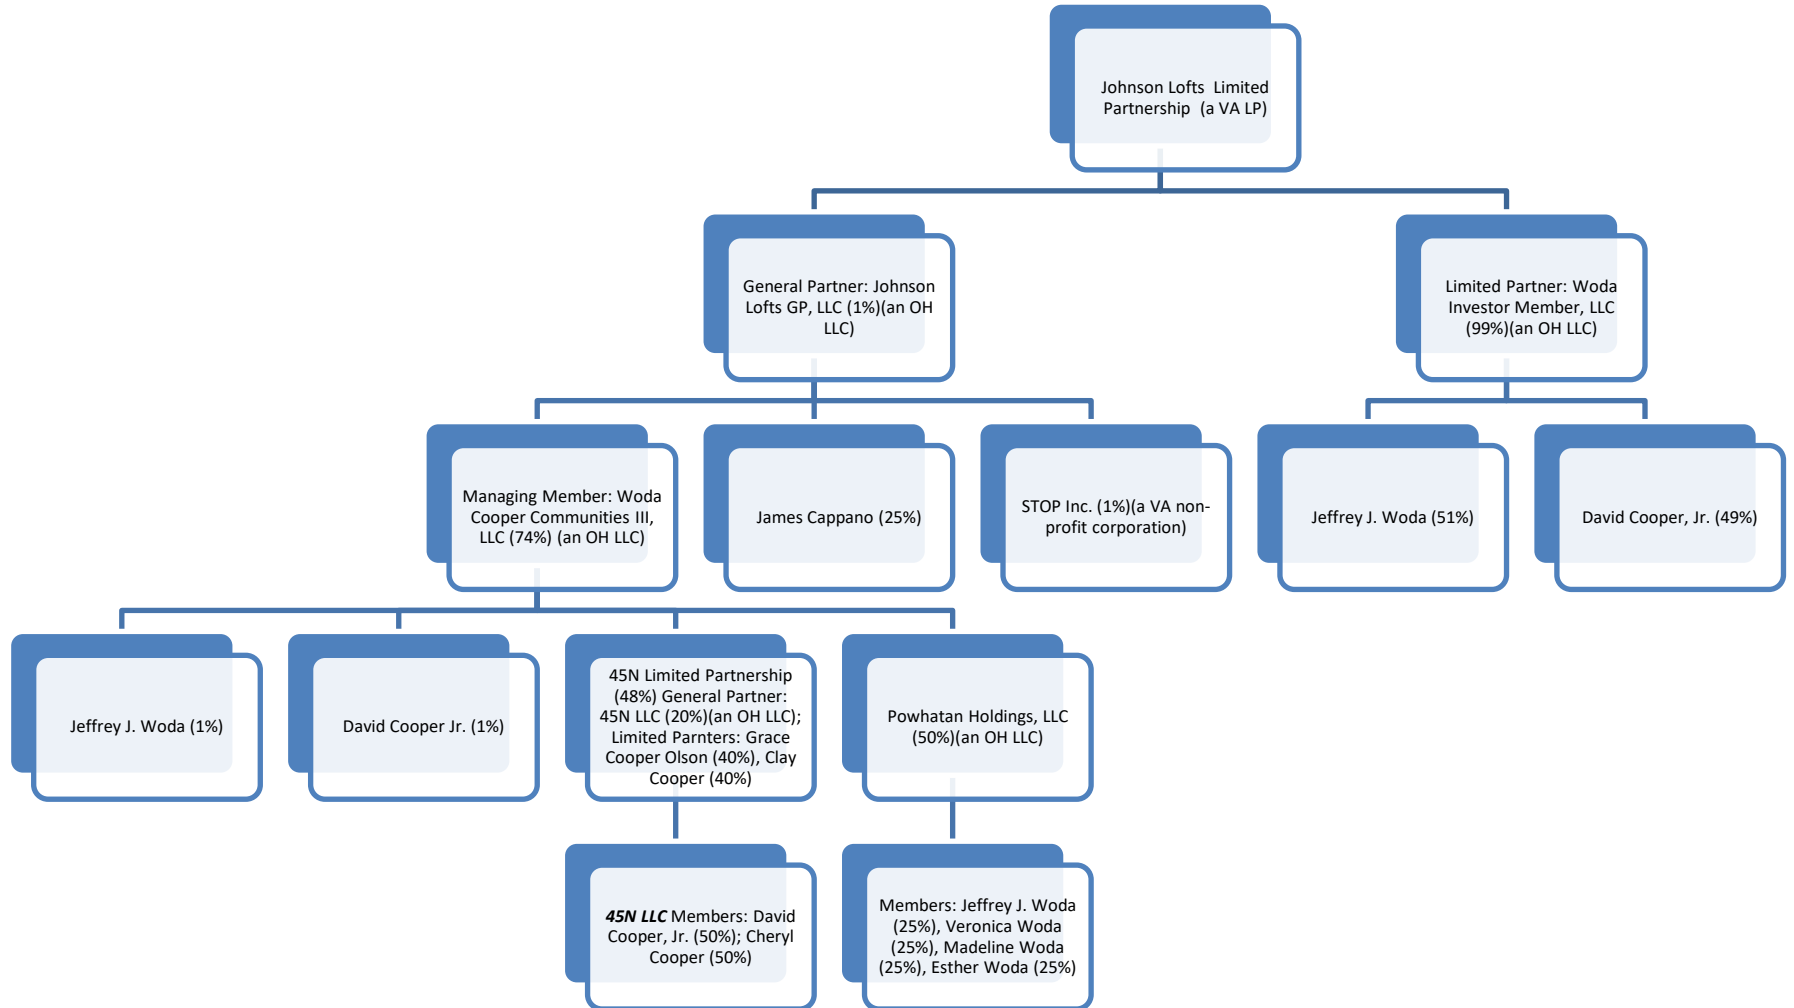 Johnson Lofts  Limited
Partnership  (a VA LP)
General Partner: Johnson
Lofts GP, LLC (1%)(an OH
LLC)
Limited Partner: Woda
Investor Member, LLC
(99%)(an OH LLC)
Managing Member: Woda
Cooper Communities III,
LLC (74%) (an OH LLC)
James Cappano (25%)
STOP Inc. (1%)(a VA non-
profit corporation)
Jeffrey J. Woda (51%)
David Cooper, Jr. (49%)
Jeffrey J. Woda (1%)
David Cooper Jr. (1%)
45N Limited Partnership
(48%) General Partner:
45N LLC (20%)(an OH LLC);
Limited Parnters: Grace
Cooper Olson (40%), Clay
Cooper (40%)
Powhatan Holdings, LLC
(50%)(an OH LLC)
45N LLC Members: David
Cooper, Jr. (50%); Cheryl
Cooper (50%)
Members: Jeffrey J. Woda
(25%), Veronica Woda
(25%), Madeline Woda
(25%), Esther Woda (25%)